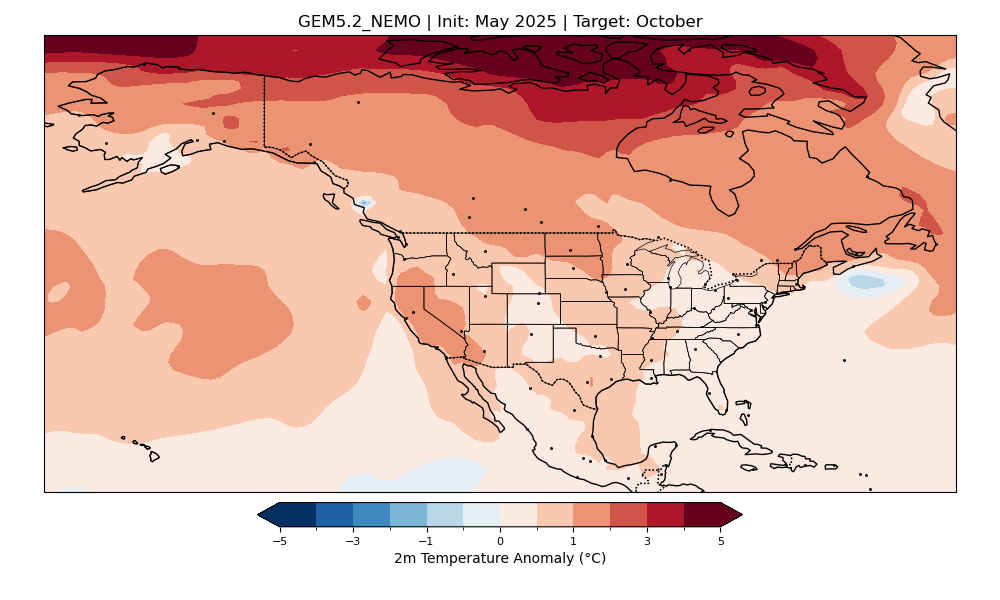 GEM5.2_NEMO | Init: May 2025 | Target: October
−5 −3 −1 0 1 3 5
2m Temperature Anomaly (°C)